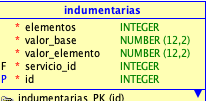 indumentarias
* elementos INTEGER
* valor_base NUMBER (12,2)
* valor_elemento NUMBER (12,2)
F * servicio_id INTEGER
P * id INTEGER
indumentarias_PK (id)